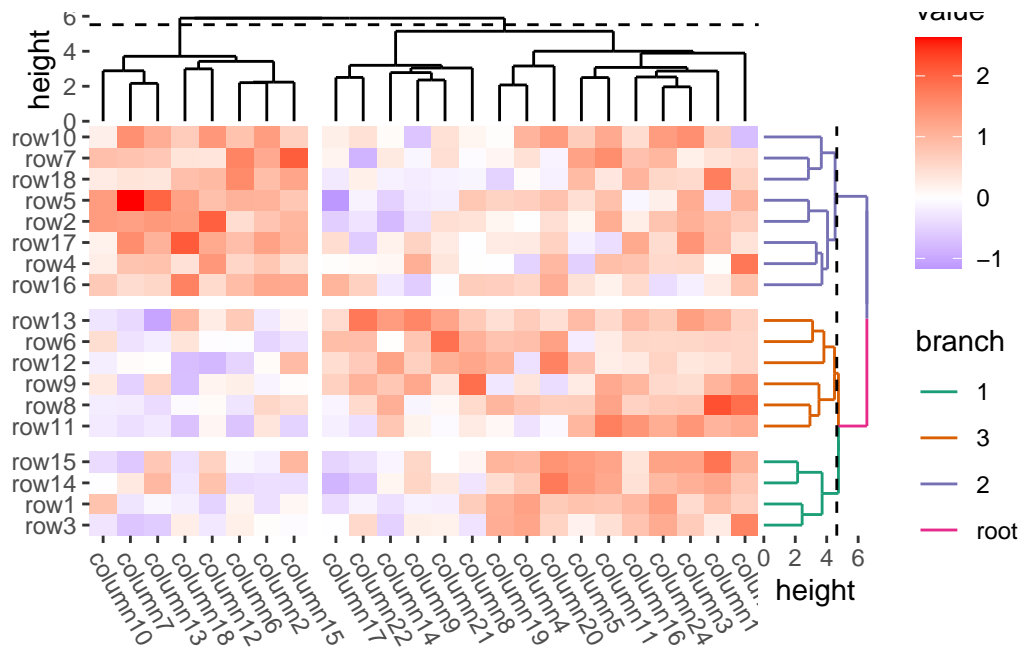 value
6
4
2
0
height
2
1
0
−1
row10
row7
row18
row5
row2
row17
row4
row16
row13
row6
row12
row9
row8
row11
row15
row14
row1
row3
branch
1
3
2
root
0
2
4
6
height
column10
column7
column13
column18
column12
column6
column2
column15
column17
column22
column14
column9
column21
column8
column19
column4
column20
column5
column11
column16
column24
column3
column1